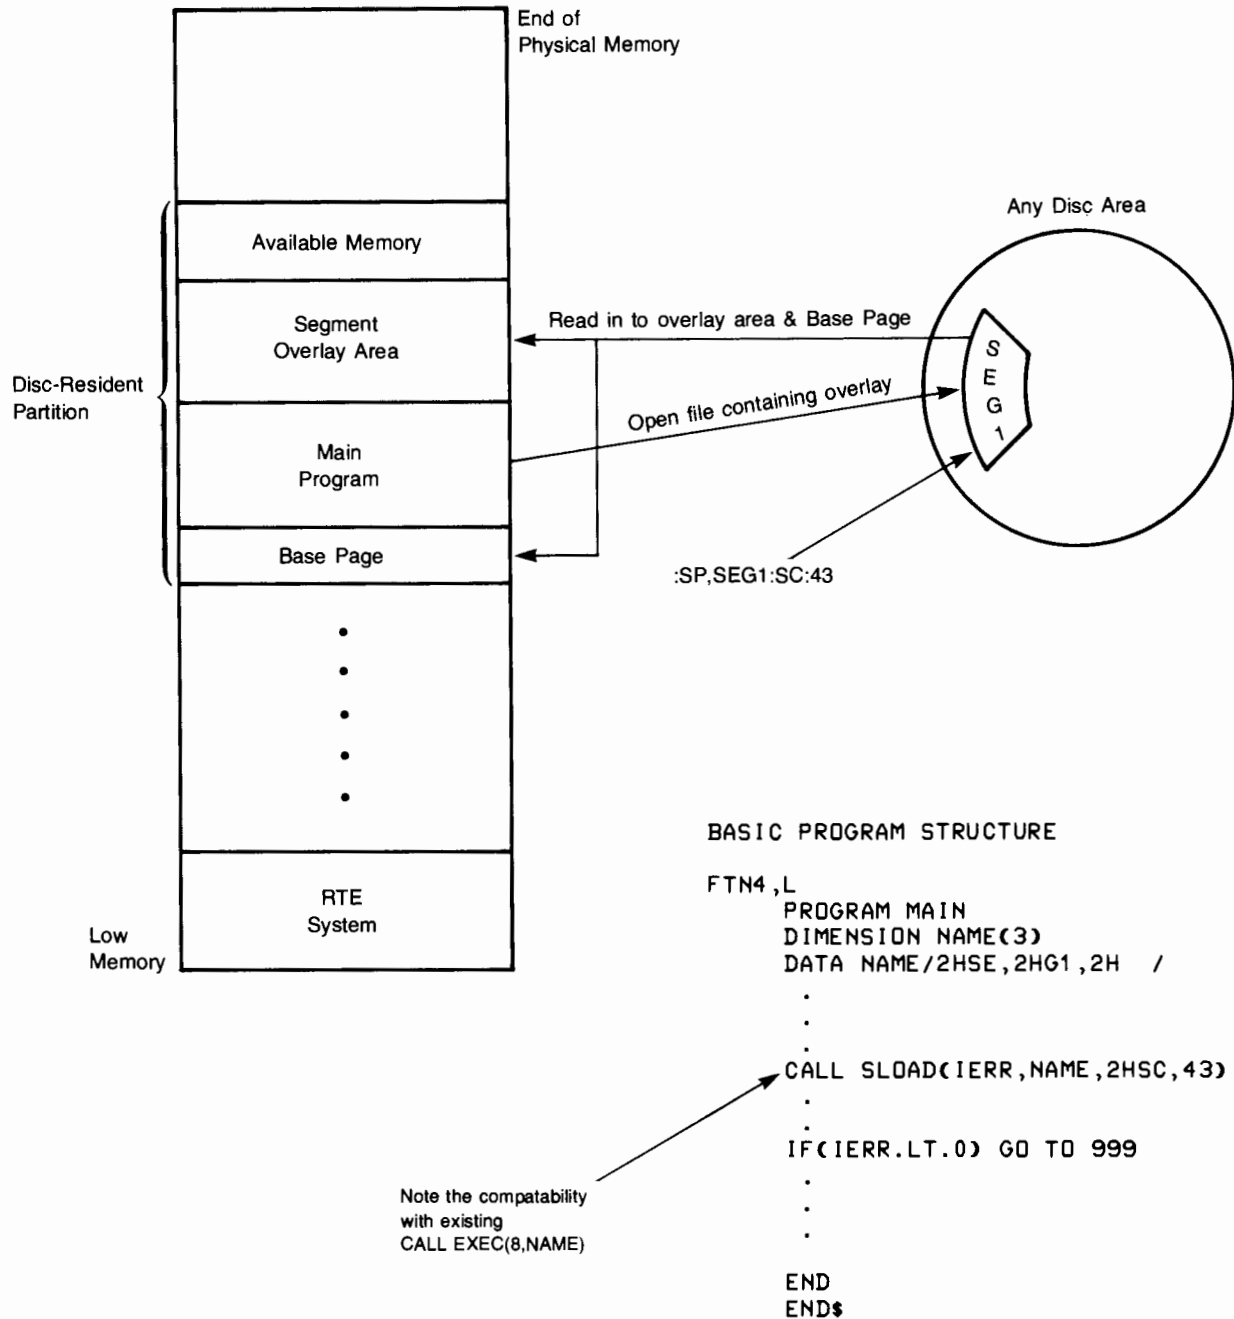 End of
Physical Memory
Available Memory
Segment
Overlay Area
Disc-Resident
Partition
Main
Program
Base Page
RTE
System
Low
Memory
Any Disc Area
Read in to overlay area & Base Page
Open file containing overlay
SEG1
:SP,SEG1:SC:43
BASIC PROGRAM STRUCTURE
FTN4,L
PROGRAM MAIN
DIMENSION NAME(3)
DATA NAME/2HSE,2HG1,2H  /
.
.
.
CALL SLOAD(IERR,NAME,2HSC,43)
.
.
IF(IERR.LT.0) GO TO 999
.
.
.
END
END$
Note the compatability
with existing
CALL EXEC(8,NAME)